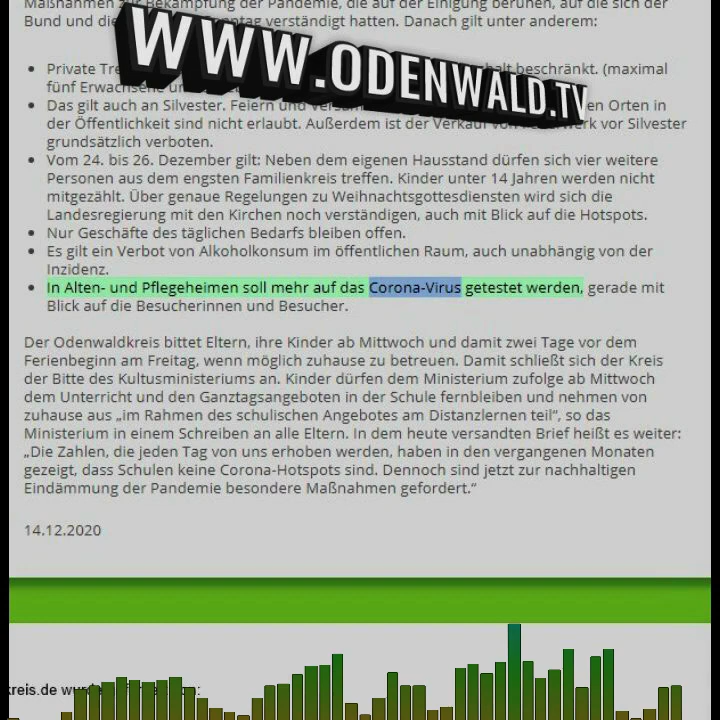 Maßnahmen zur Bekämpfung der Pandemie, die auf der Einigung beruhen, auf die sich der
Bund und die Sonntag verständigt hatten. Danach gilt unter anderem:
WWW.ODENWALD.TV
• Private Tre beschränkt. (maximal
fünf Erwachsene
• Das gilt auch an Silvester. Feiern und en Orten in
der Öffentlichkeit sind nicht erlaubt. Außerdem ist der Verkauf von vor Silvester
grundsätzlich verboten.
• Vom 24. bis 26. Dezember gilt: Neben dem eigenen Hausstand dürfen sich vier weitere
Personen aus dem engsten Familienkreis treffen. Kinder unter 14 Jahren werden nicht
mitgezählt. Über genaue Regelungen zu Weihnachtsgottesdiensten wird sich die
Landesregierung mit den Kirchen noch verständigen, auch mit Blick auf die Hotspots.
• Nur Geschäfte des täglichen Bedarfs bleiben offen.
• Es gilt ein Verbot von Alkoholkonsum im öffentlichen Raum, auch unabhängig von der
Inzidenz.
• In Alten- und Pflegeheimen soll mehr auf das Corona-Virus getestet werden, gerade mit
Blick auf die Besucherinnen und Besucher.
Der Odenwaldkreis bittet Eltern, ihre Kinder ab Mittwoch und damit zwei Tage vor dem
Ferienbeginn am Freitag, wenn möglich zuhause zu betreuen. Damit schließt sich der Kreis
der Bitte des Kultusministeriums an. Kinder dürfen dem Ministerium zufolge ab Mittwoch
dem Unterricht und den Ganztagsangeboten in der Schule fernbleiben und nehmen von
zuhause aus „im Rahmen des schulischen Angebotes am Distanzlernen teil“, so das
Ministerium in einem Schreiben an alle Eltern. In dem heute versandten Brief heißt es weiter:
„Die Zahlen, die jeden Tag von uns erhoben werden, haben in den vergangenen Monaten
gezeigt, dass Schulen keine Corona-Hotspots sind. Dennoch sind jetzt zur nachhaltigen
Eindämmung der Pandemie besondere Maßnahmen gefordert.“
14.12.2020
kreis.de wurde